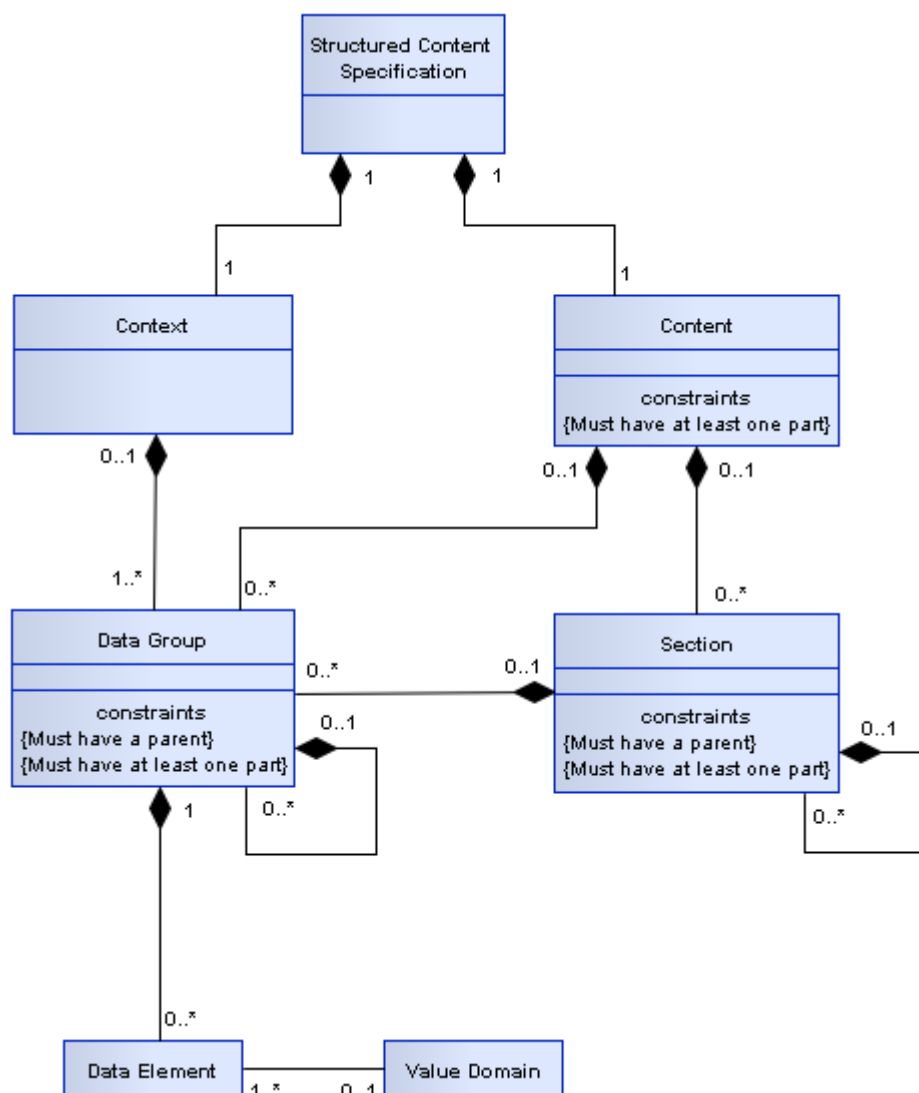 Structured Content
Specification
1
1
1
1
Context
Content
constraints
{Must have at least one part}
0..1
0..1
0..1
1..*
0..*
0..*
Data Group
Section
0..*
0..1
constraints
{Must have a parent}
{Must have at least one part}
0..1
constraints
{Must have a parent}
{Must have at least one part}
0..1
1
0..*
0..*
0..*
Data Element
Value Domain
1..*
0..1